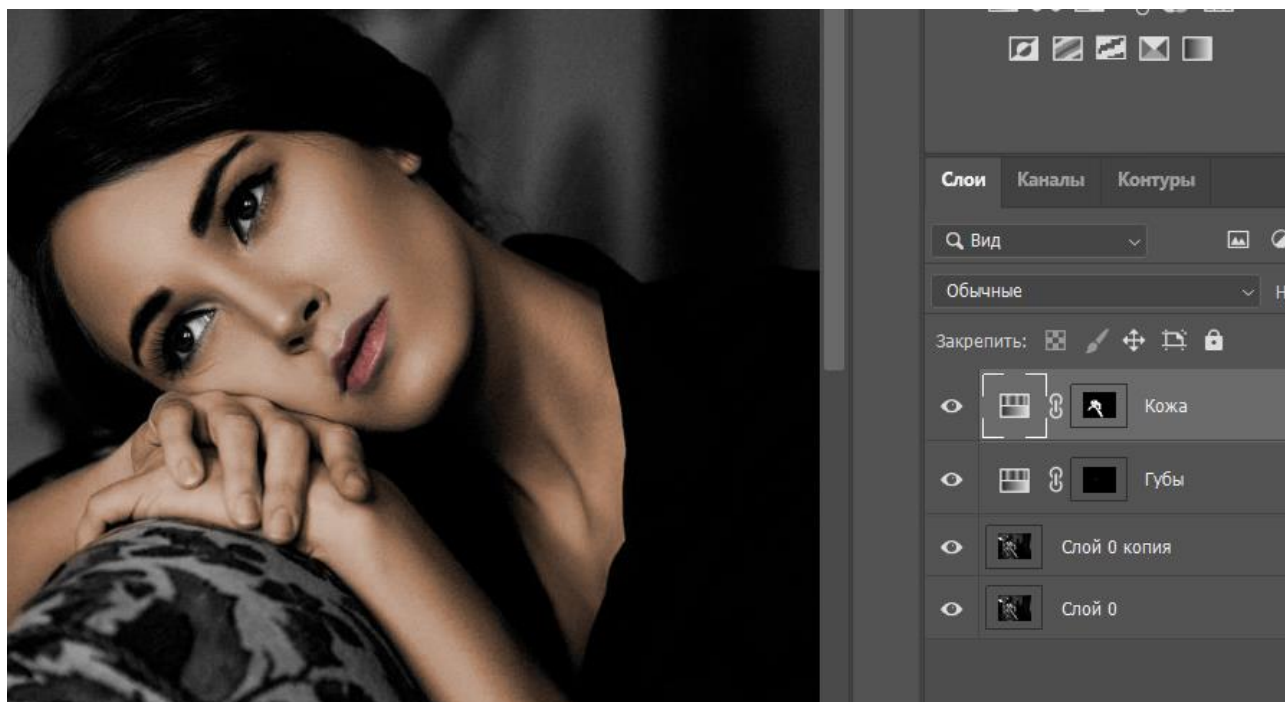 Слои Каналы Контуры
Вид
Обычные Н
Закрепить:
Кожа
Губы
Слой 0 копия
Слой 0